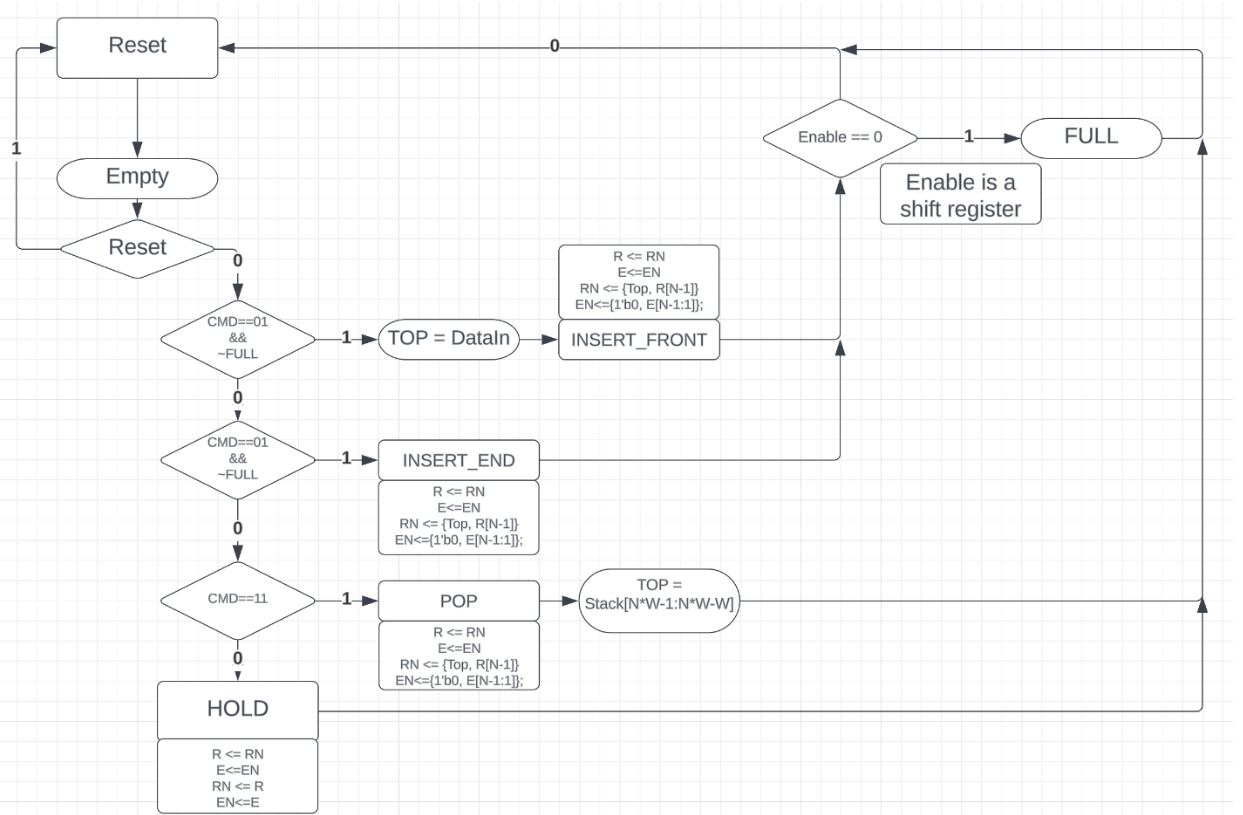 Reset
0
1
Enable == 0
1
FULL
Empty
Enable is a
shift register
Reset
0
R <= RN
E<=EN
RN <= {Top, R[N-1]}
EN<={1'b0, E[N-1:1]};
CMD==01
&&
~FULL
1
TOP = DataIn
INSERT_FRONT
0
CMD==01
&&
~FULL
1
INSERT_END
R <= RN
E<=EN
RN <= {Top, R[N-1]}
EN<={1'b0, E[N-1:1]};
0
CMD==11
1
POP
TOP =
Stack[N*W-1:N*W-W]
R <= RN
E<=EN
RN <= {Top, R[N-1]}
EN<={1'b0, E[N-1:1]};
0
HOLD
R <= RN
E<=EN
RN <= R
EN<=E